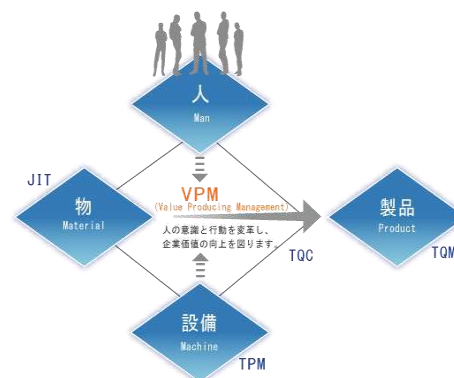 人
Man
JIT
物
Material
VPM
(Value Producing Management)
人の意識と行動を変革し、
企業価値の向上を図ります。
製品
Product
TQC
TQM
設備
Machine
TPM